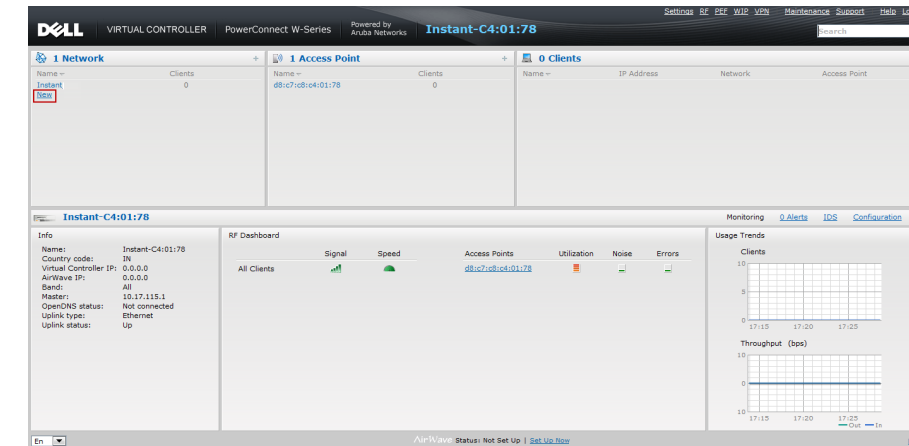 Settings RF PEF WIP VPN Maintenance Support Help
DELL VIRTUAL CONTROLLER PowerConnect W-Series Powered by Aruba Networks Instant-C4:01:78 Search
1 Network +
Name Clients
Instant 0
New
1 Access Point +
Name Clients
d8:c7:c8:c4:01:78 0
0 Clients
Name IP Address Network Access Point
Instant-C4:01:78
Monitoring 0 Alerts IDS Configuration
Info
Name: Instant-C4:01:78
Country code: IN
Virtual Controller IP: 0.0.0.0
AirWave IP: 0.0.0.0
Band: All
Master: 10.17.115.1
OpenDNS status: Not connected
Uplink type: Ethernet
Uplink status: Up
RF Dashboard
Signal Speed
All Clients
Access Points Utilization Noise Errors
d8:c7:c8:c4:01:78
Usage Trends
Clients
10
5
0
17:15 17:20 17:25
Throughput (bps)
10
0
10
17:15 17:20 17:25
Out In
En
AirWave Status: Not Set Up | Set Up Now